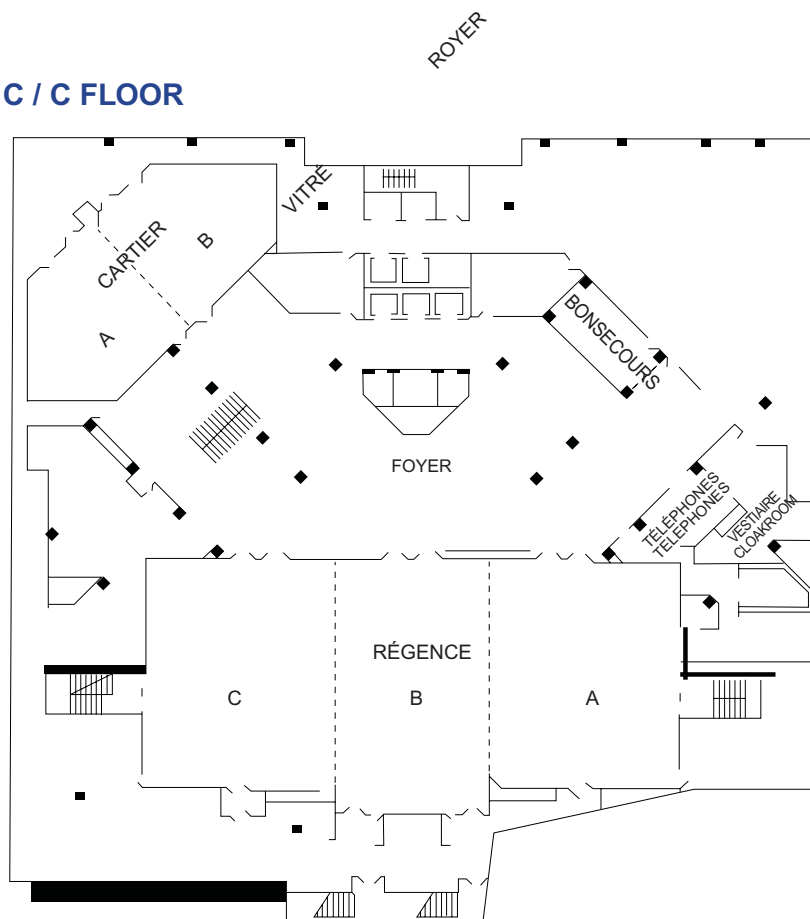 ROYER
C / C FLOOR
VITRÉ
CARTIER
B
A
BONSECOURS
FOYER
TÉLÉPHONES
TELEPHONES
VESTIAIRE
CLOAKROOM
RÉGENCE
C
B
A